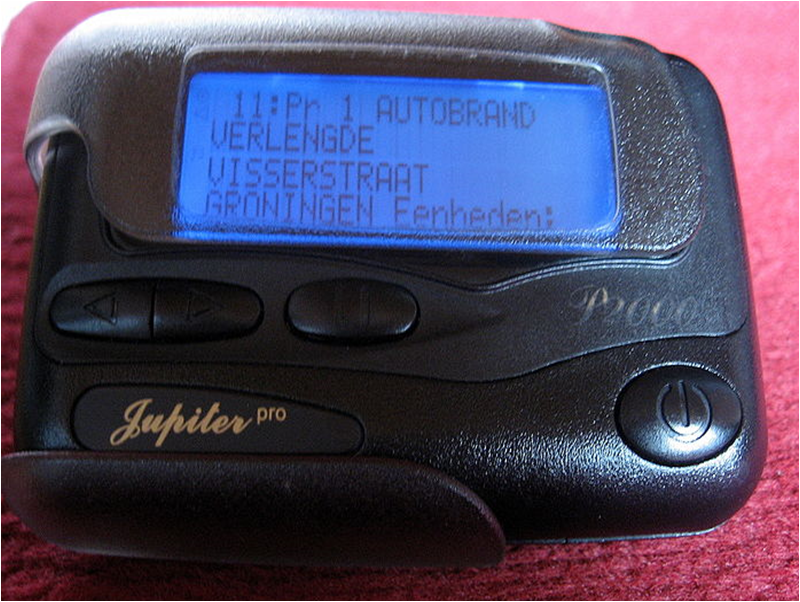 11:Pr 1 AUTOBRAND
VERLENGDE
VISSERSTRAAT
GRONINGEN Eenheden:
P2000
Jupiter pro